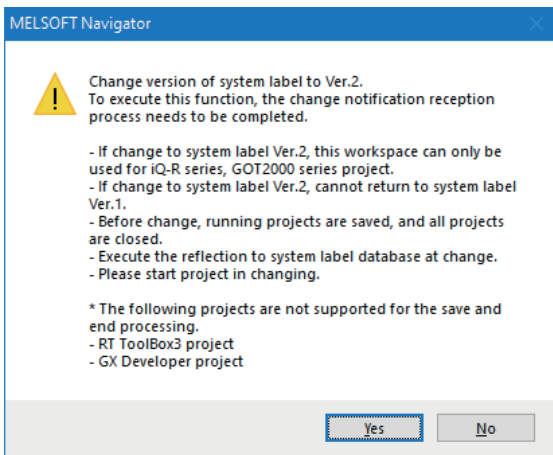 MELSOFT Navigator
Change version of system label to Ver.2.
To execute this function, the change notification reception
process needs to be completed.
- If change to system label Ver.2, this workspace can only be
used for iQ-R series, GOT2000 series project.
- If change to system label Ver.2, cannot return to system label
Ver.1.
- Before change, running projects are saved, and all projects
are closed.
- Execute the reflection to system label database at change.
- Please start project in changing.
* The following projects are not supported for the save and
end processing.
- RT ToolBox3 project
- GX Developer project
Yes
No